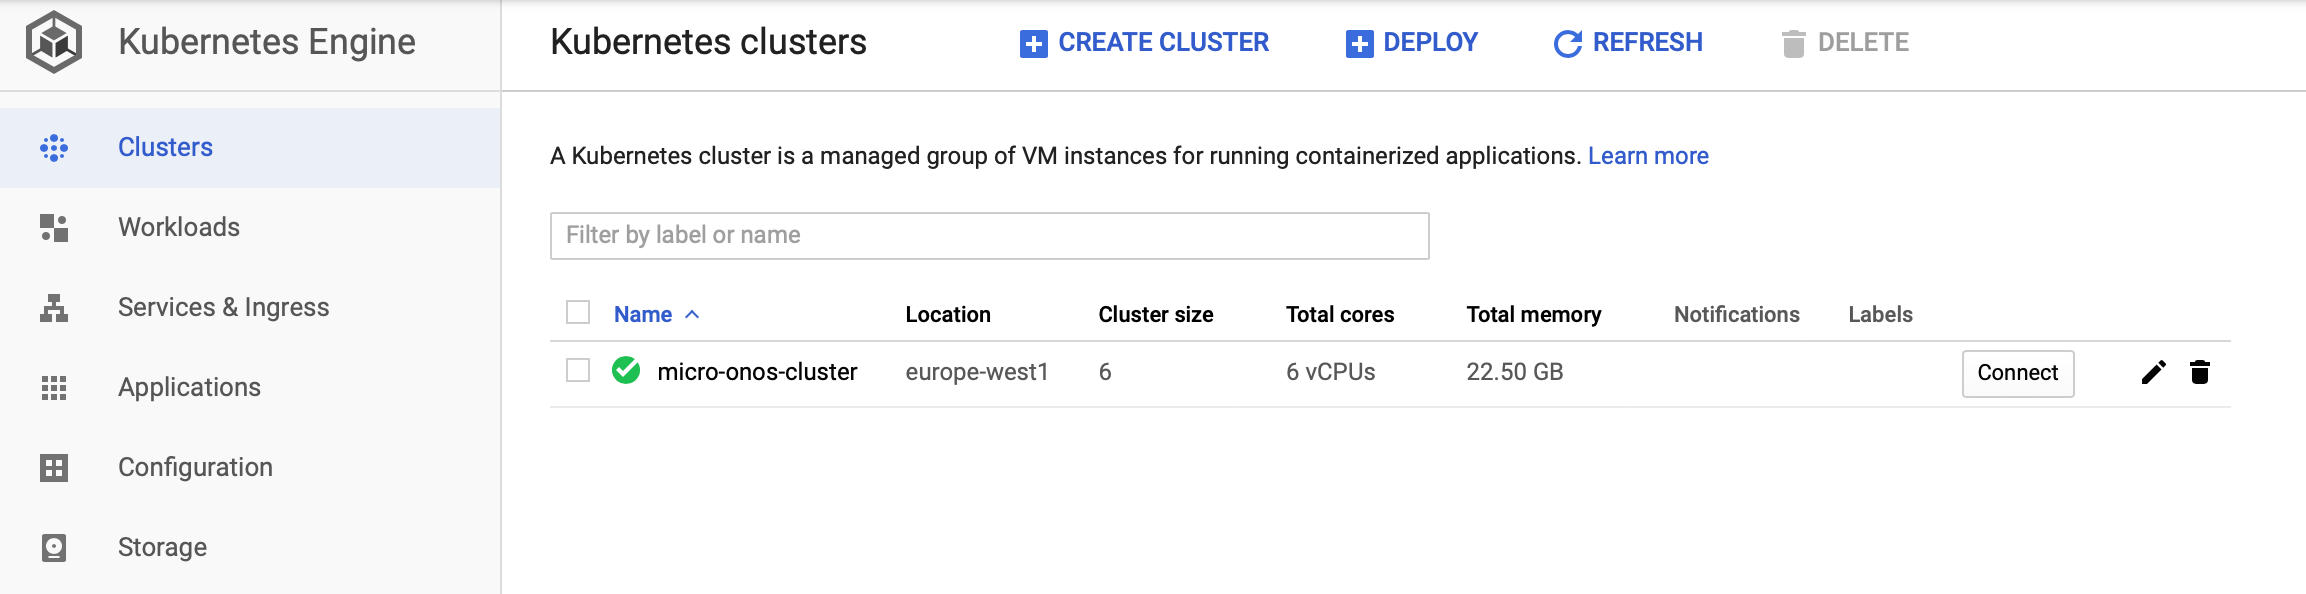 Kubernetes Engine
Kubernetes clusters CREATE CLUSTER DEPLOY REFRESH DELETE
Clusters
Workloads
Services & Ingress
Applications
Configuration
Storage
A Kubernetes cluster is a managed group of VM instances for running containerized applications. Learn more
Filter by label or name
Name Location Cluster size Total cores Total memory Notifications Labels
micro-onos-cluster europe-west1 6 6 vCPUs 22.50 GB Connect